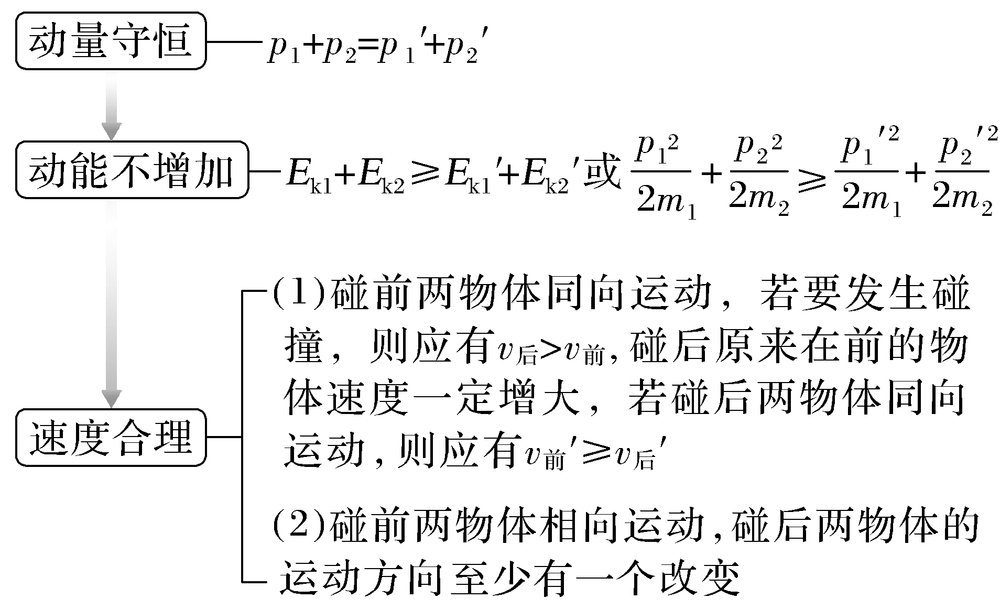 动量守恒 p₁+p₂=p₁′+p₂′
动能不增加 Eₖ₁+Eₖ₂≥Eₖ₁′+Eₖ₂′或 p₁²/2m₁ + p₂²/2m₂ ≥ p₁′²/2m₁ + p₂′²/2m₂
(1)碰前两物体同向运动，若要发生碰
撞，则应有v后>v前,碰后原来在前的物
体速度一定增大，若碰后两物体同向
速度合理
运动,则应有v前′≥v后′
(2)碰前两物体相向运动,碰后两物体的
运动方向至少有一个改变